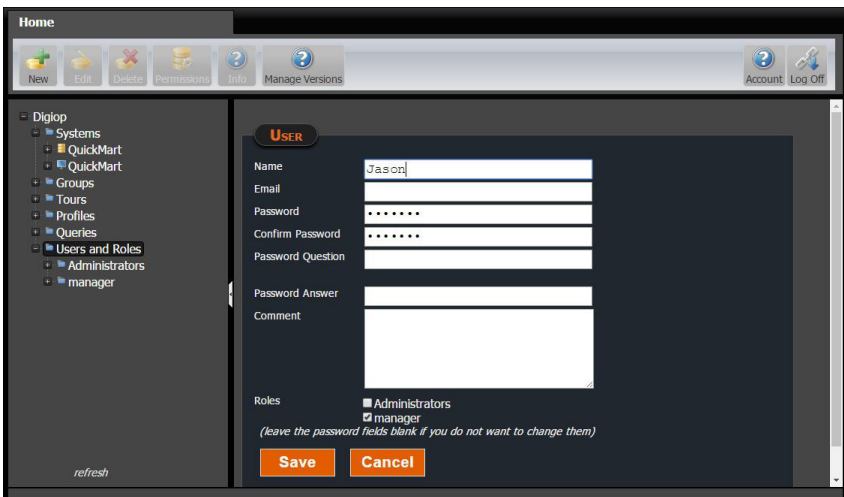 Home
New Edit Delete Permissions Info Manage Versions Account Log Off
Digiop
Systems
QuickMart
QuickMart
Groups
Tours
Profiles
Queries
Users and Roles
Administrators
manager
refresh
USER
Name Jason
Email
Password •••••••
Confirm Password •••••••
Password Question
Password Answer
Comment
Roles Administrators
manager
(leave the password fields blank if you do not want to change them)
Save Cancel